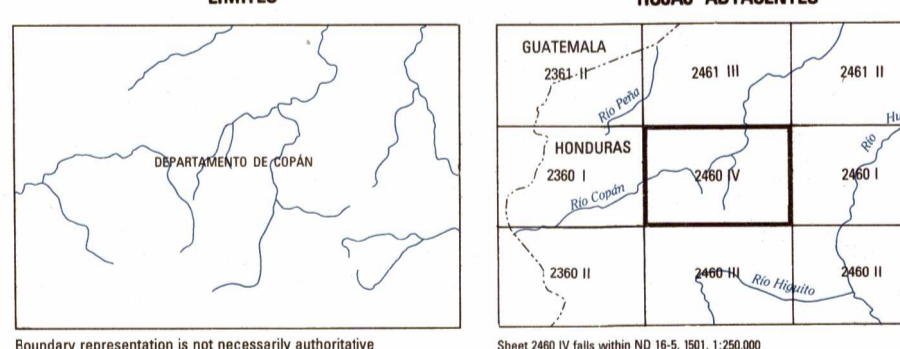 LIMITES
DEPARTAMENTO DE COPÁN
Boundary representation is not necessarily authoritative
HOJAS ADYACENTES
GUATEMALA
2361 II
2461 III
2461 II
Río Peña
HONDURAS
2360 I
2460 IV
2460 I
Río Copán
Río
2360 II
2460 III
2460 II
Río Higuito
Sheet 2460 IV falls within ND 16-5, 1501, 1:250,000